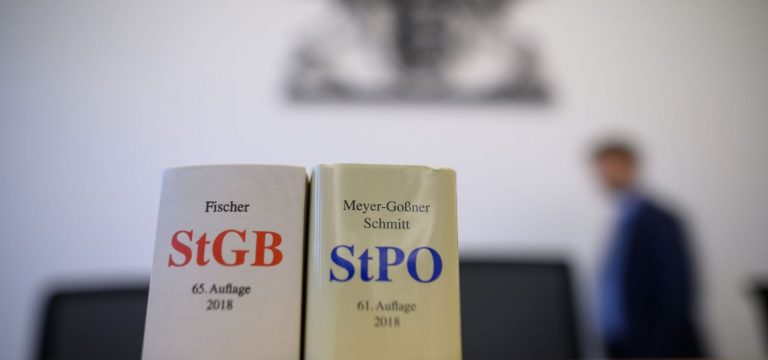 Fischer
StGB
65. Auflage
2018
Meyer-Goßner
Schmitt
StPO
61. Auflage
2018